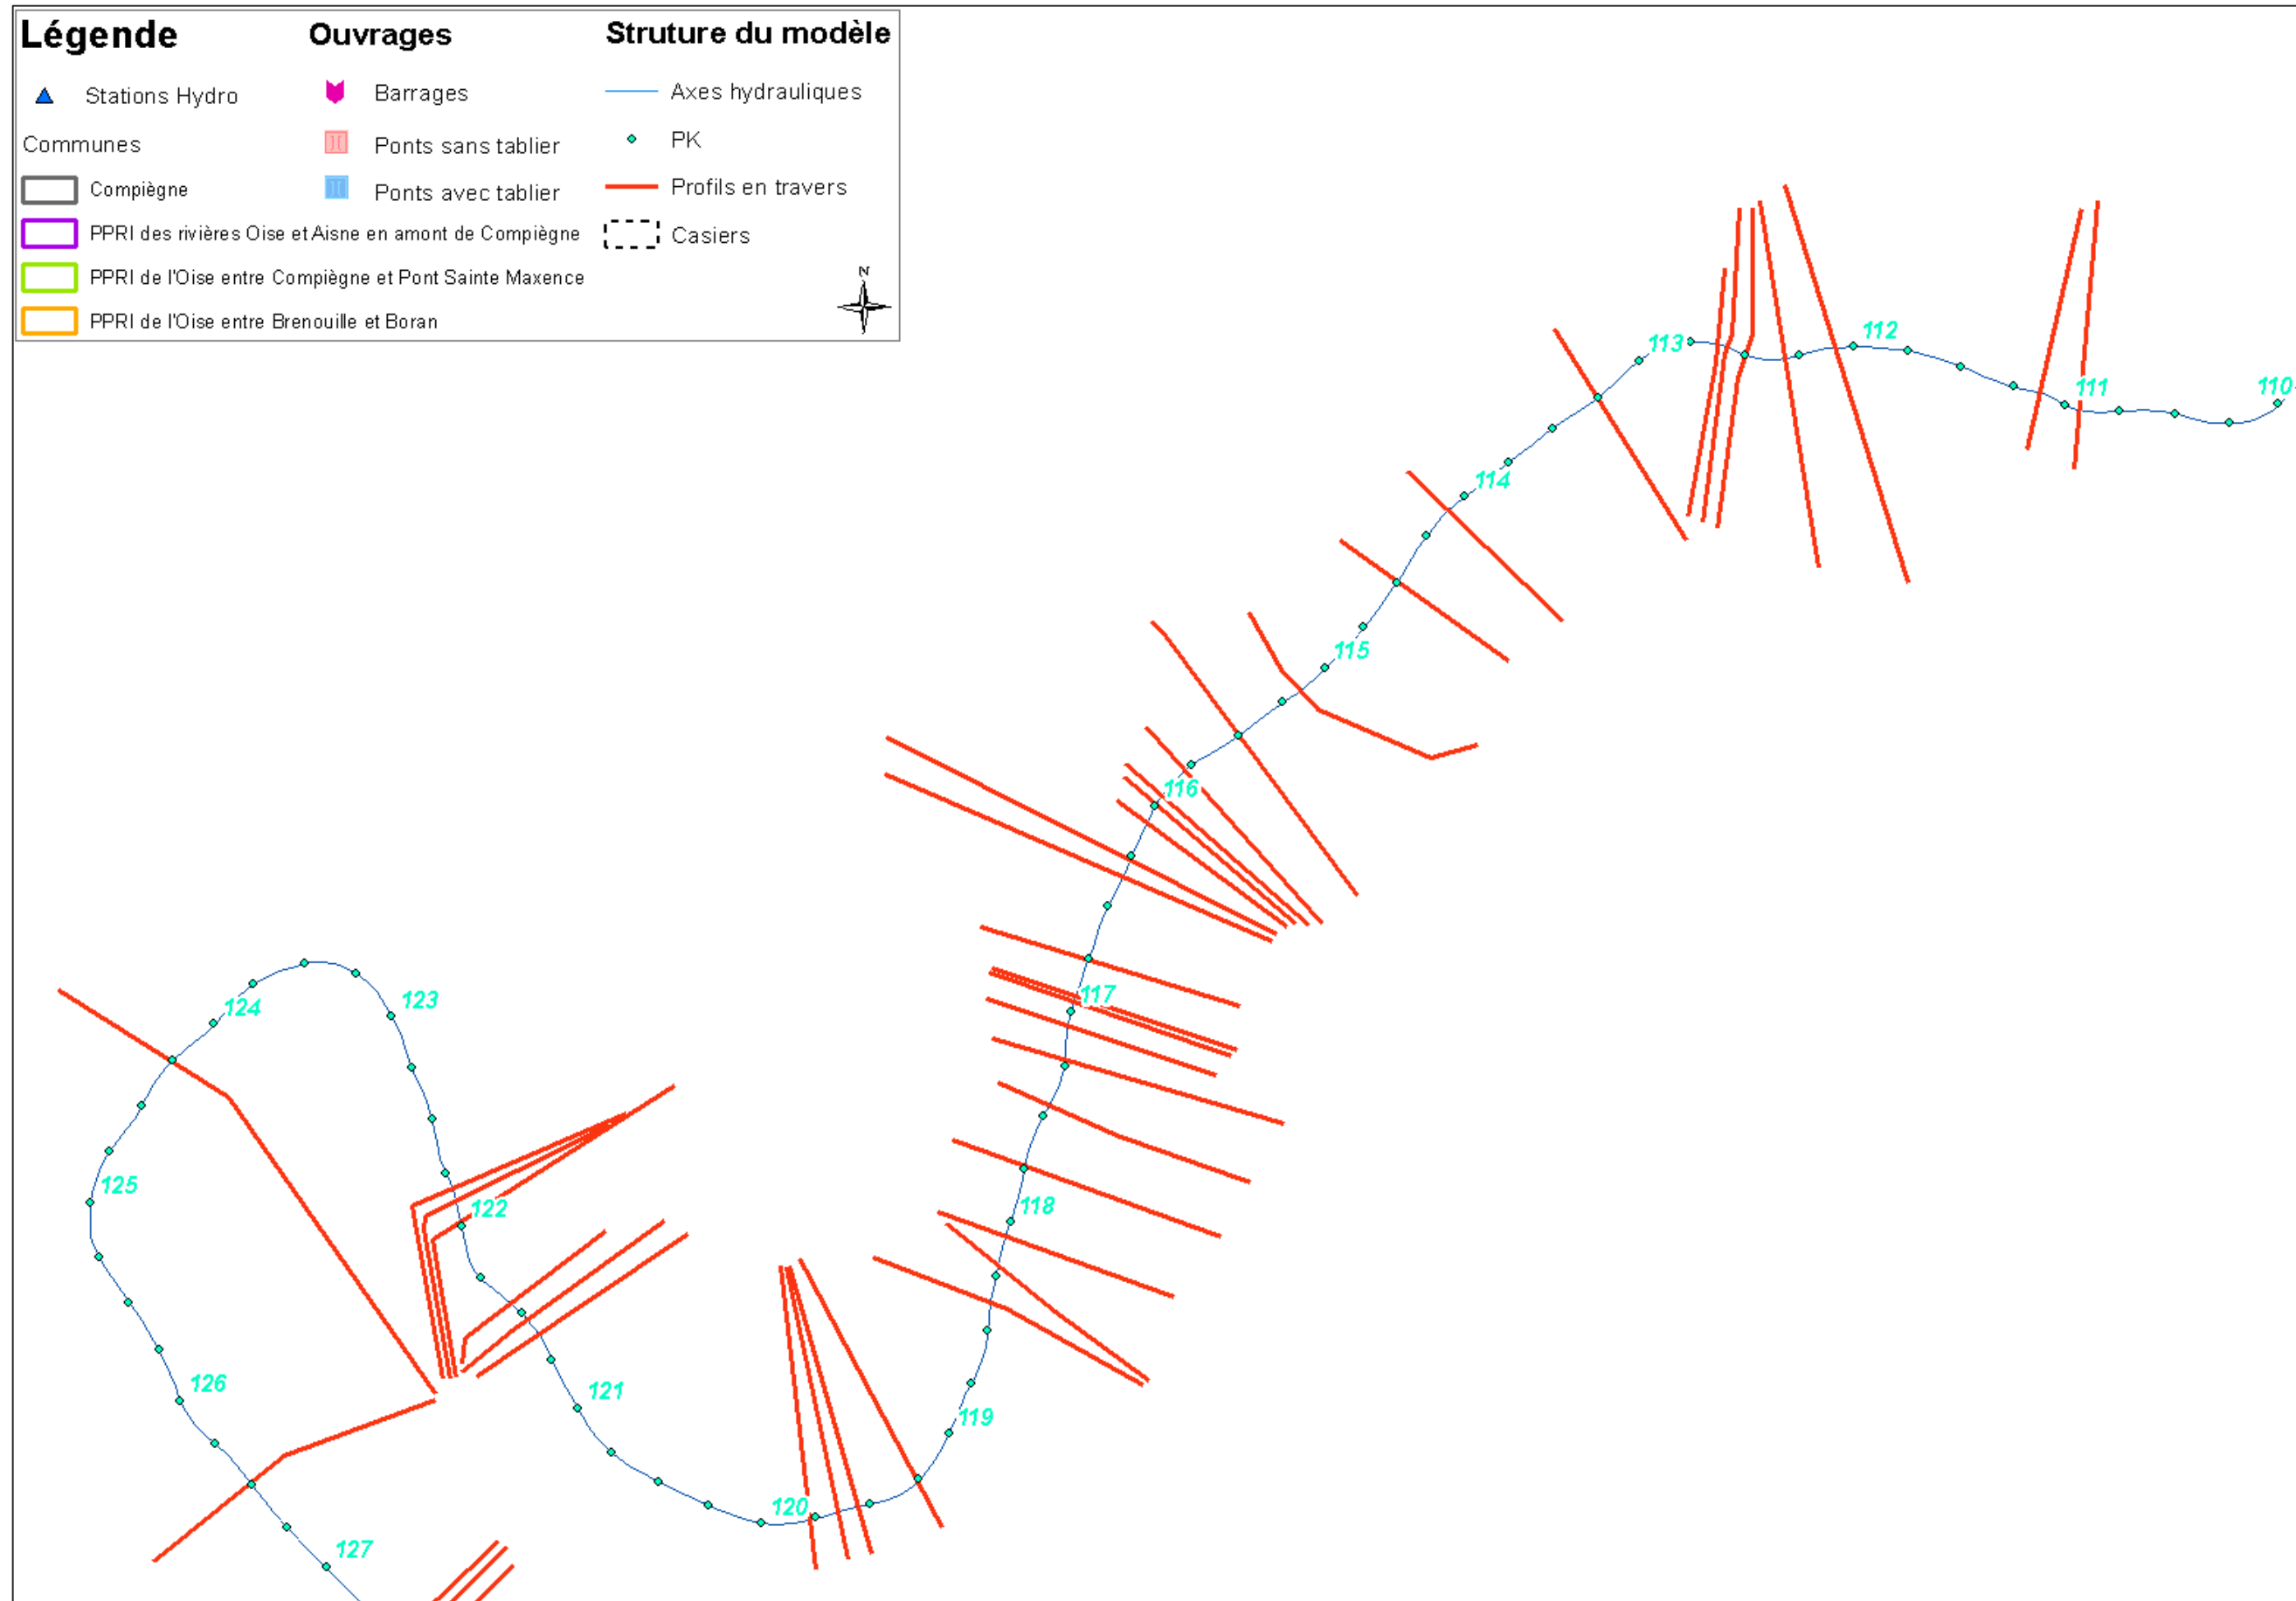 Légende
Stations Hydro
Communes
Compiègne
PPRI des rivières Oise et Aisne en amont de Compiègne
PPRI de l'Oise entre Compiègne et Pont Sainte Maxence
PPRI de l'Oise entre Brenouille et Boran
Ouvrages
Barrages
Ponts sans tablier
Ponts avec tablier
Struture du modèle
Axes hydrauliques
PK
Profils en travers
Casiers
N
110
111
112
113
114
115
116
117
118
119
120
121
122
123
124
125
126
127